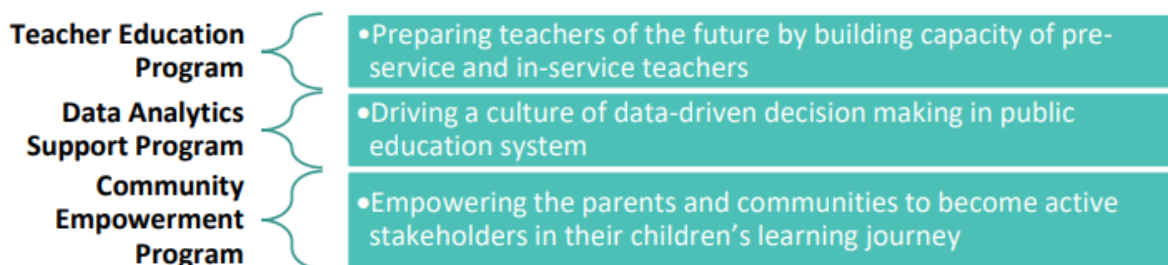 Teacher Education
Program
•Preparing teachers of the future by building capacity of pre-
service and in-service teachers
Data Analytics
Support Program
•Driving a culture of data-driven decision making in public
education system
Community
Empowerment
Program
•Empowering the parents and communities to become active
stakeholders in their children’s learning journey